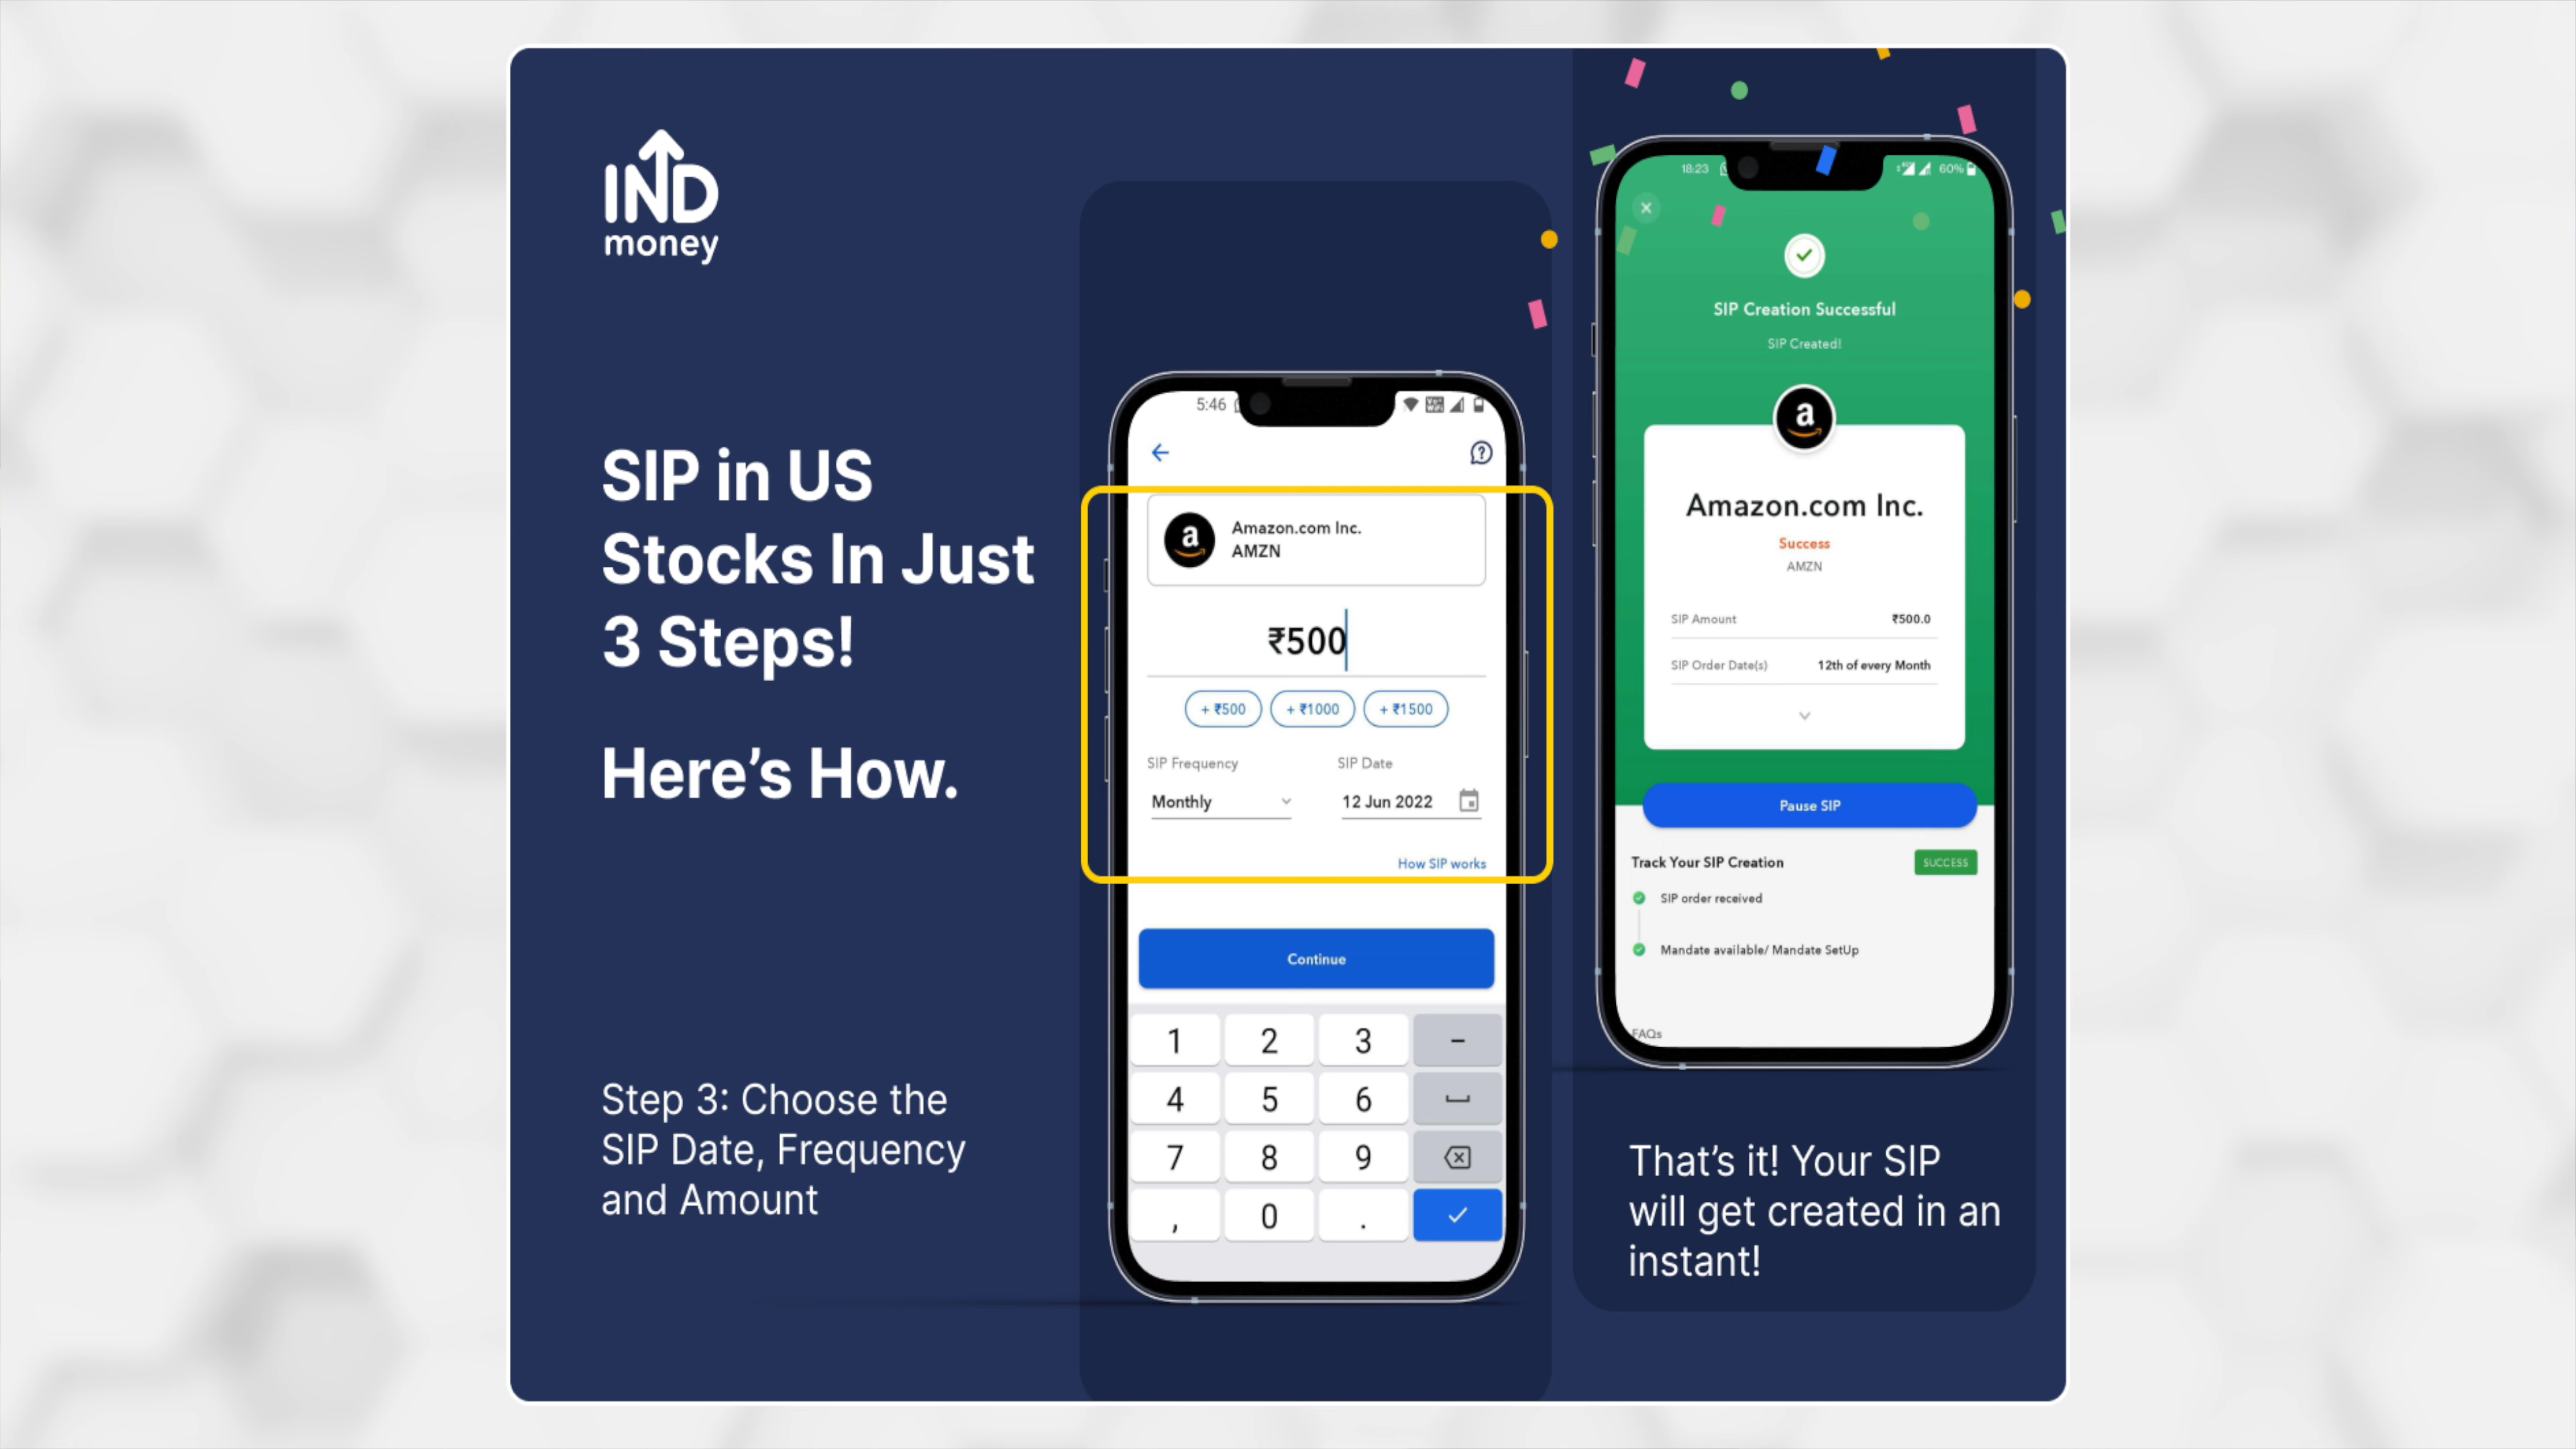 IND
money
SIP in US
Stocks In Just
3 Steps!
Here's How.
Step 3: Choose the
SIP Date, Frequency
and Amount
5:46
a Amazon.com Inc.
AMZN
₹500
+ ₹500 + ₹1000 + ₹1500
SIP Frequency SIP Date
Monthly 12 Jun 2022
How SIP works
Continue
1 2 3 -
4 5 6
7 8 9
, 0 .
18:23 60%
SIP Creation Successful
SIP Created!
a
Amazon.com Inc.
Success
AMZN
SIP Amount ₹500.0
SIP Order Date(s) 12th of every Month
Pause SIP
Track Your SIP Creation SUCCESS
SIP order received
Mandate available/ Mandate SetUp
FAQs
That's it! Your SIP
will get created in an
instant!